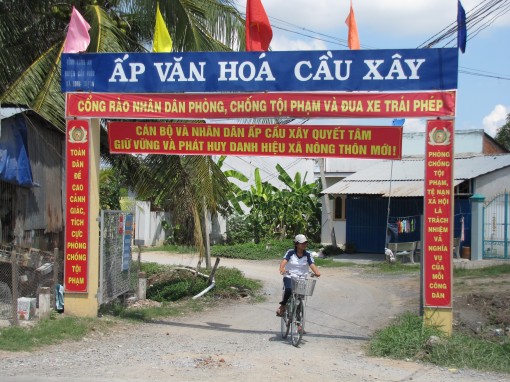 ẤP VĂN HOÁ CẦU XÂY
CỔNG RÀO NHÂN DÂN PHÒNG, CHỐNG TỘI PHẠM VÀ ĐUA XE TRÁI PHÉP
CÁN BỘ VÀ NHÂN DÂN ẤP CẦU XÂY QUYẾT TÂM
GIỮ VỮNG VÀ PHÁT HUY DANH HIỆU XÃ NÔNG THÔN MỚI!
TOÀN
DÂN ĐỀ
CAO
CẢNH
GIÁC,
TÍCH
CỰC
PHÒNG
CHỐNG
TỘI
PHẠM
PHÒNG
CHỐNG TỘI
PHẠM, TỆ
NẠN XÃ
HỘI LÀ
TRÁCH
NHIỆM
VÀ
NGHĨA
VỤ
CỦA
MỖI
CÔNG
DÂN